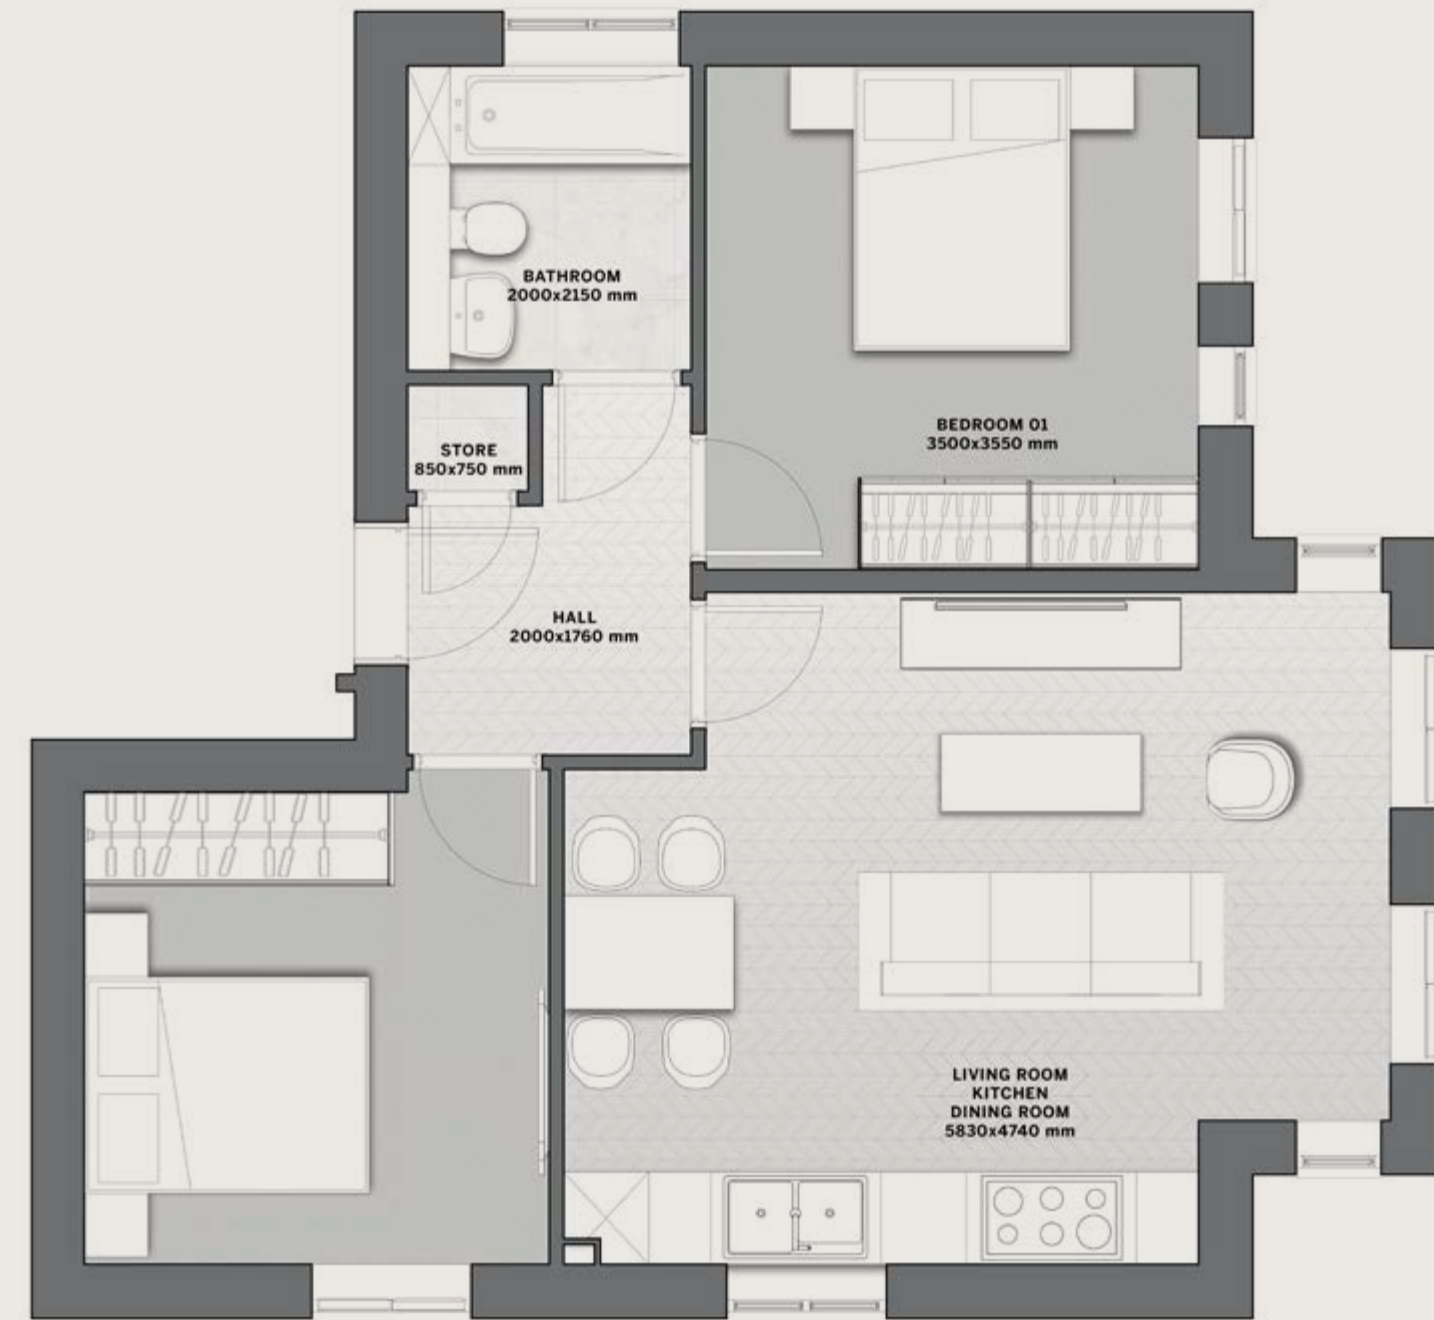 BATHROOM
2000x2150 mm
BEDROOM 01
3500x3550 mm
STORE
850x750 mm
HALL
2000x1760 mm
LIVING ROOM
KITCHEN
DINING ROOM
5830x4740 mm